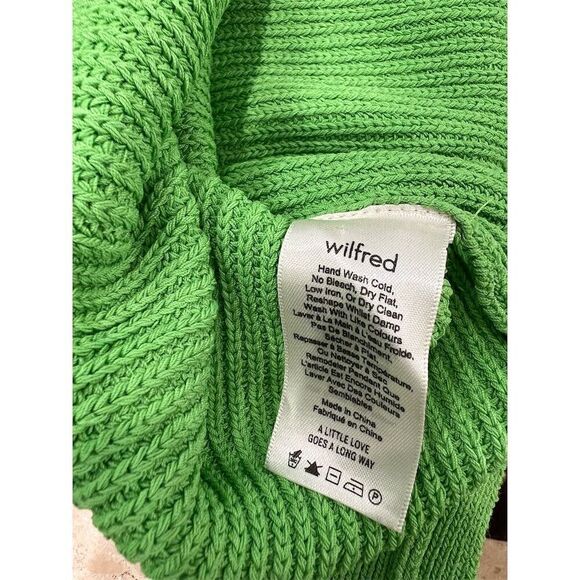 wilfred
Hand Wash Cold,
No Bleach, Dry Flat,
Low Iron, Or Dry Clean
Reshape Whilst Damp
Wash With Like Colours
Laver à La Main à L'eau Froide,
Pas De Blanchiment,
Sécher à Plat,
Repasser à Basse Température,
Ou Nettoyer à Sec
Remodeler Pendant Que
L'article Est Encore Humide
Laver Avec Des Couleurs
Semblables
Made in China
Fabriqué en Chine
A LITTLE LOVE
GOES A LONG WAY
P